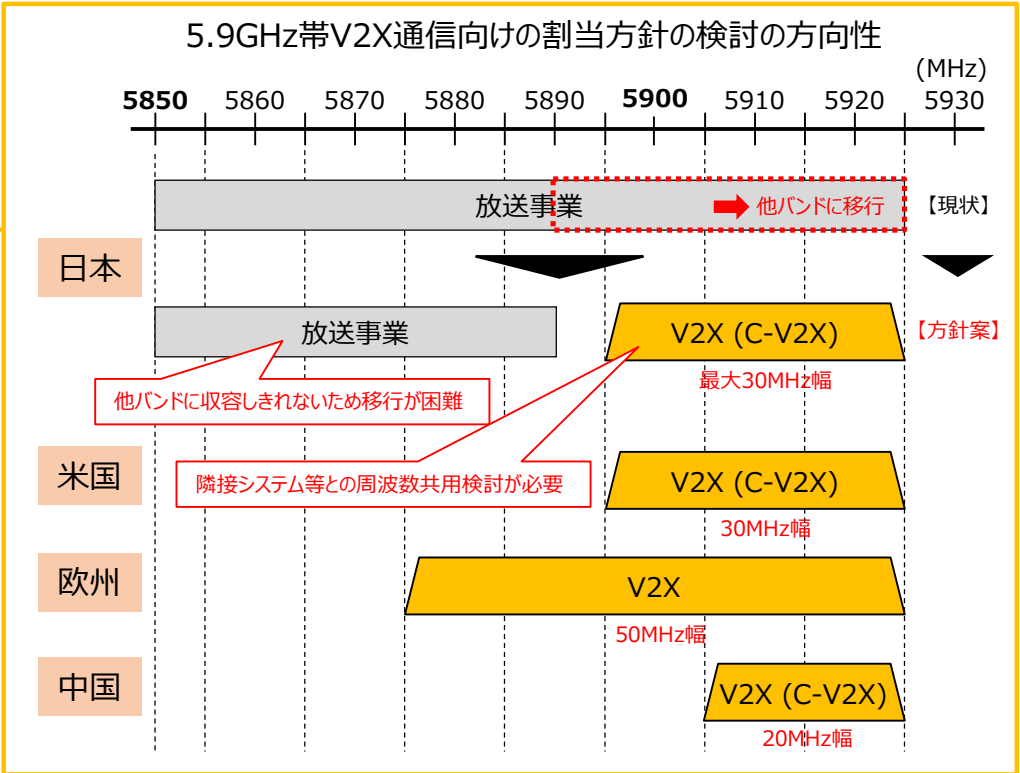 5.9GHz帯V2X通信向けの割当方針の検討の方向性
(MHz)
5850 5860 5870 5880 5890 5900 5910 5920 5930
放送事業 他バンドに移行 【現状】
日本
放送事業 V2X (C-V2X) 【方針案】
最大30MHz幅
他バンドに収容しきれないため移行が困難
米国 V2X (C-V2X)
隣接システム等との周波数共用検討が必要
30MHz幅
欧州 V2X
50MHz幅
中国 V2X (C-V2X)
20MHz幅